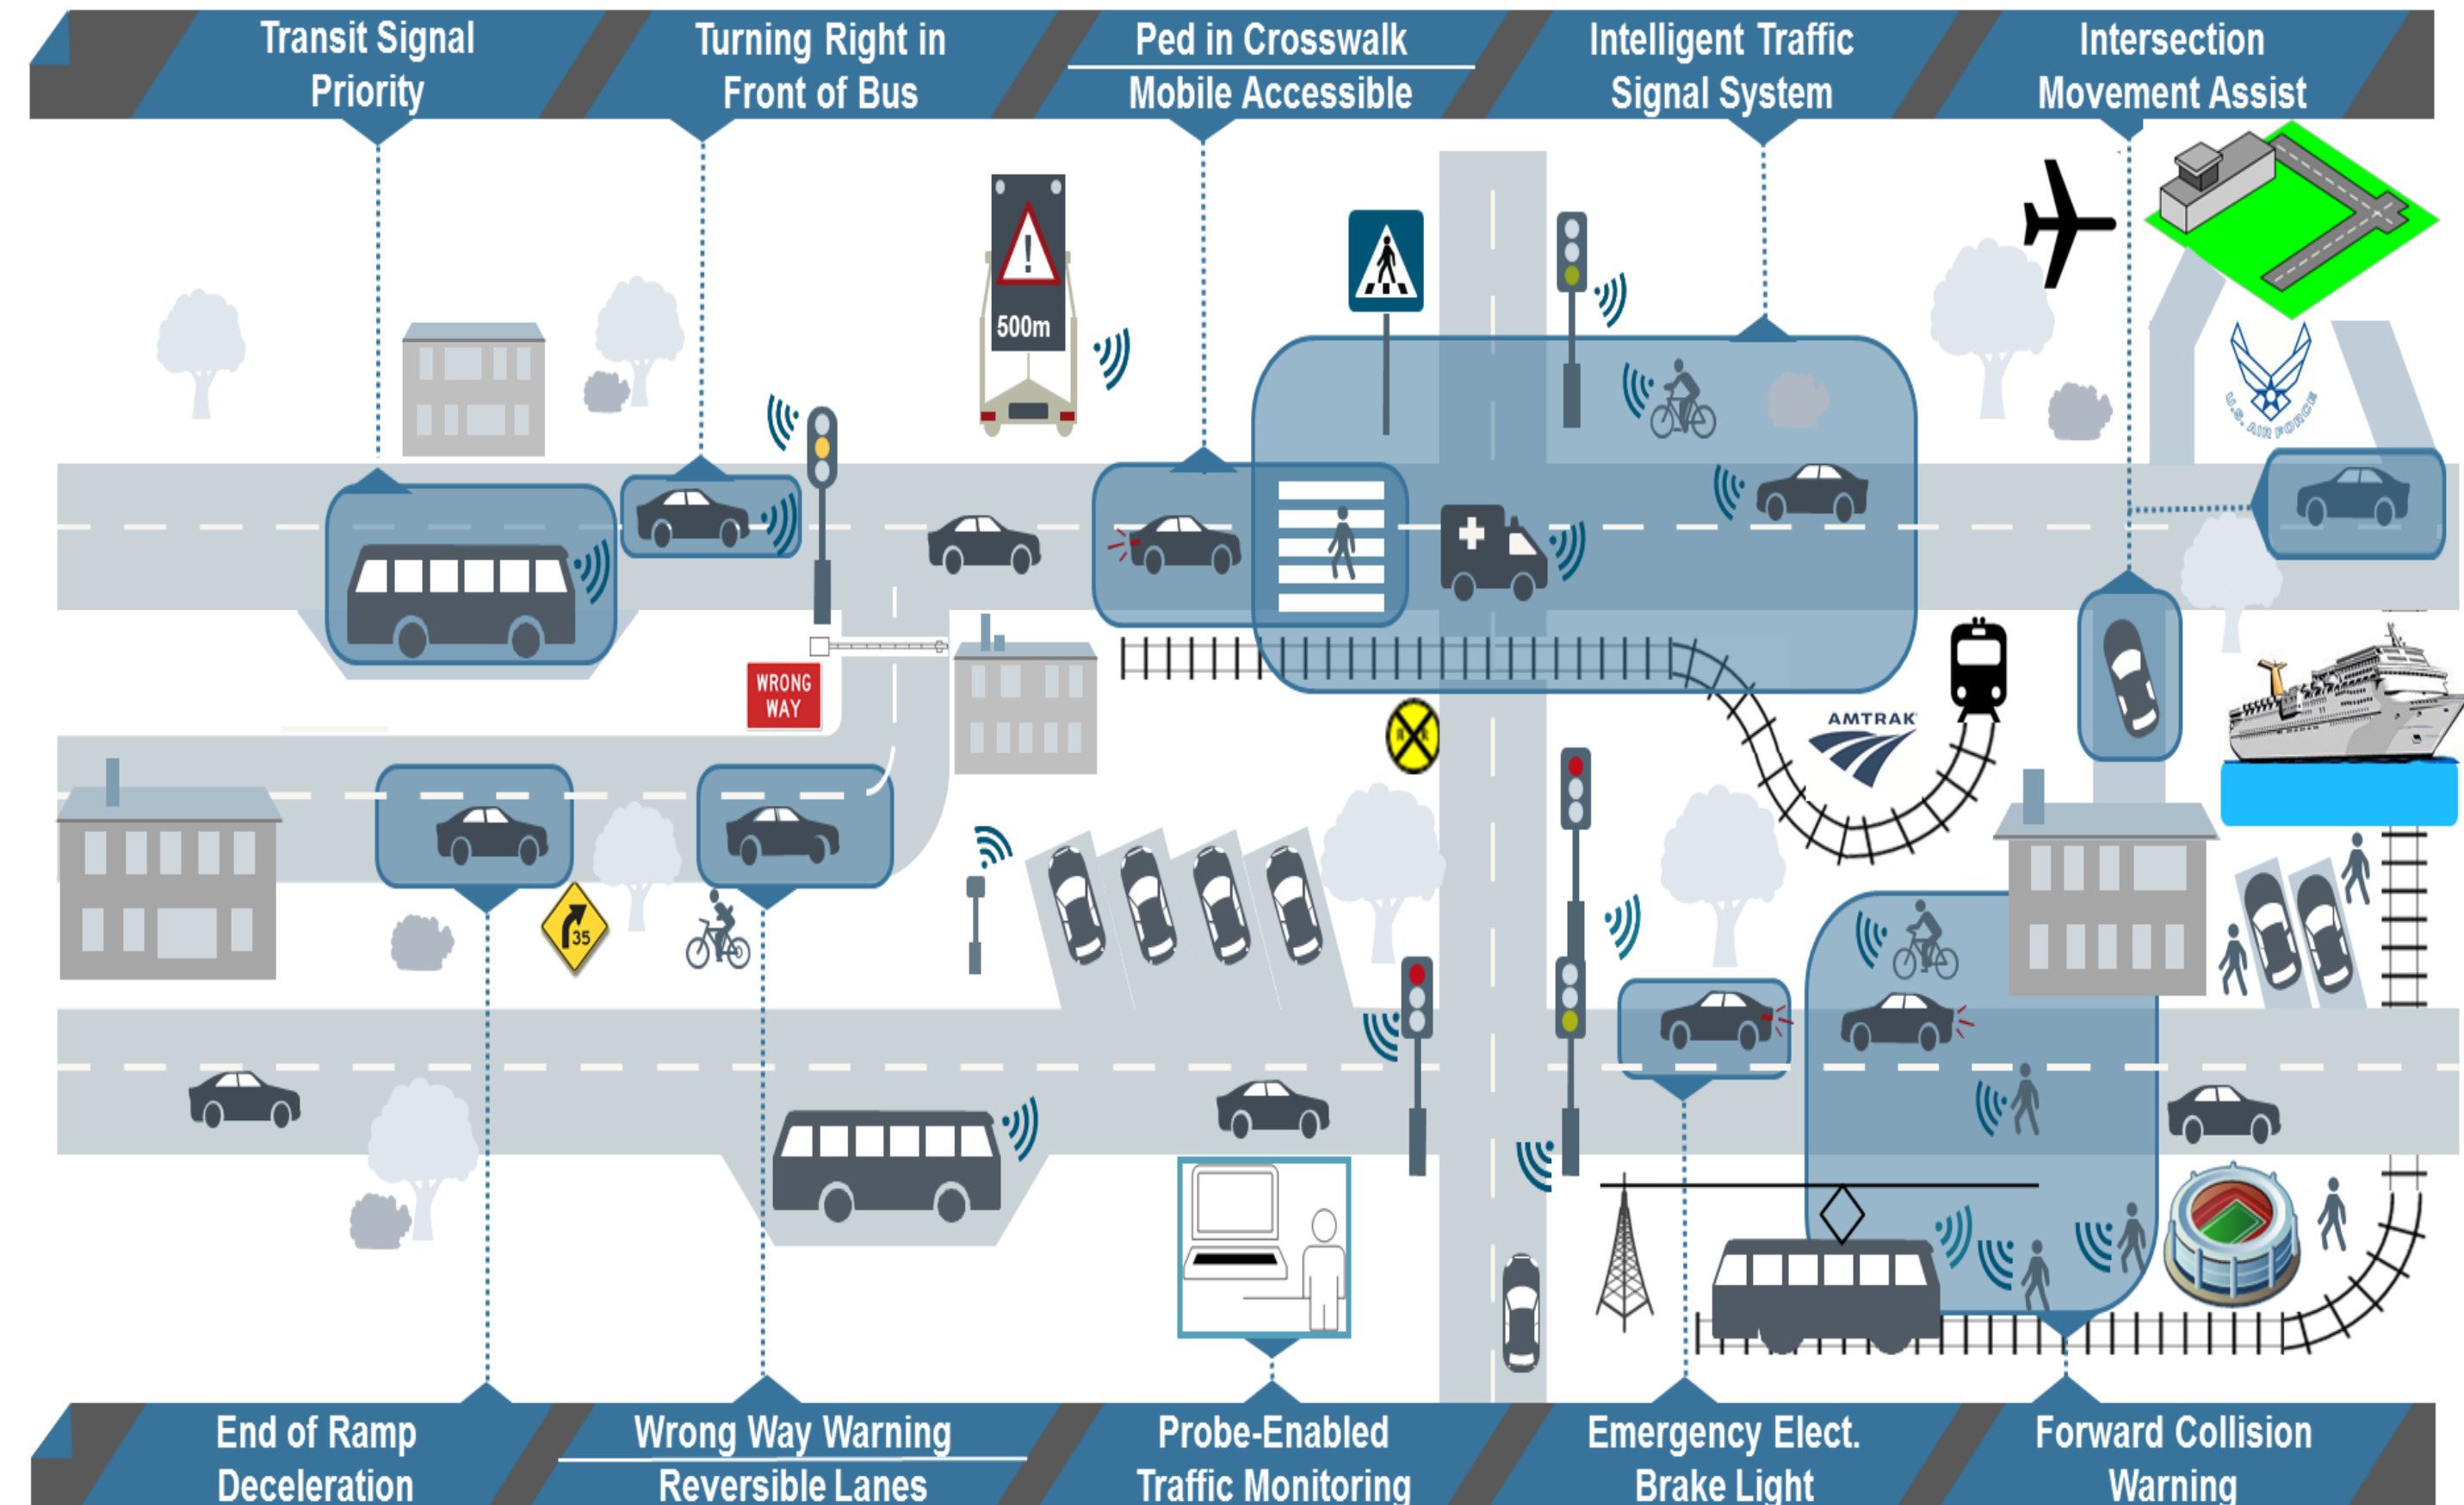 Transit Signal
Priority
Turning Right in
Front of Bus
Ped in Crosswalk
Mobile Accessible
Intelligent Traffic
Signal System
Intersection
Movement Assist
500m
U.S. AIR FORCE
WRONG
WAY
AMTRAK
35
End of Ramp
Deceleration
Wrong Way Warning
Reversible Lanes
Probe-Enabled
Traffic Monitoring
Emergency Elect.
Brake Light
Forward Collision
Warning